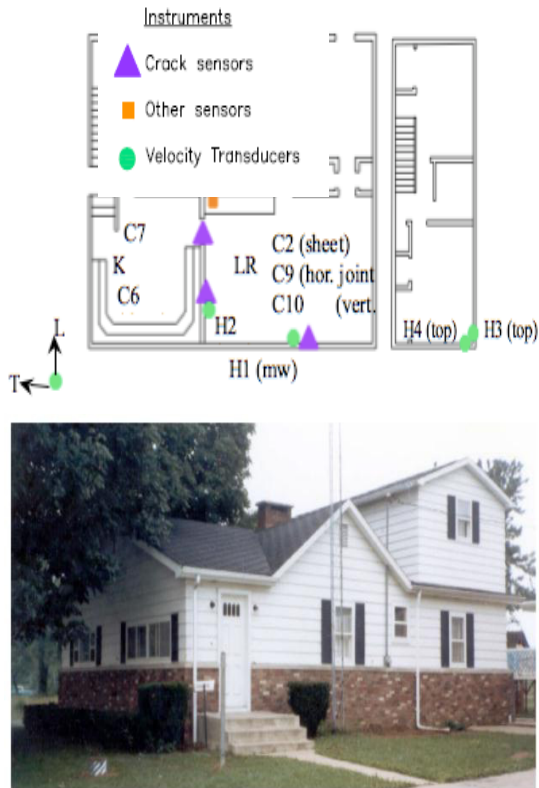 Instruments
Crack sensors
Other sensors
Velocity Transducers
C7
K
C6
LR
C2 (sheet)
C9 (hor. joint
C10 (vert.
H2
H1 (mw)
H4 (top)
H3 (top)
L
T